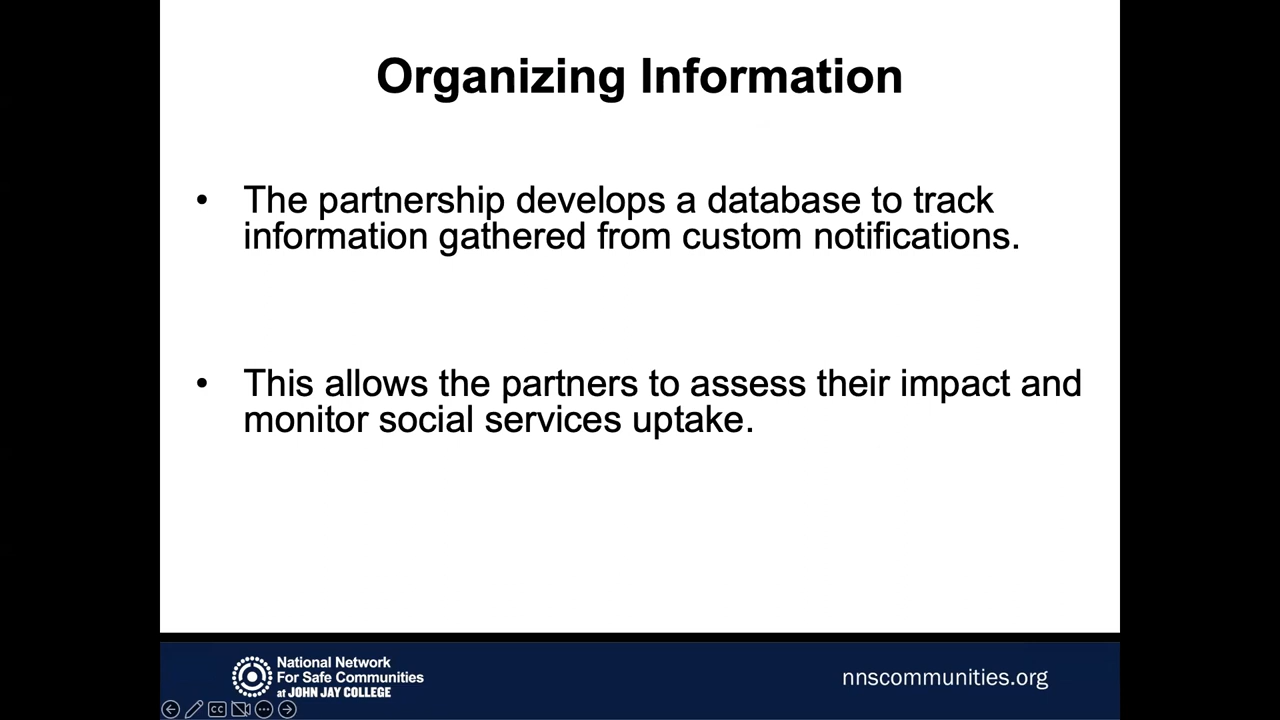 Organizing Information
• The partnership develops a database to track
information gathered from custom notifications.
• This allows the partners to assess their impact and
monitor social services uptake.
National Network
For Safe Communities
at JOHN JAY COLLEGE
nnscommunities.org
CC